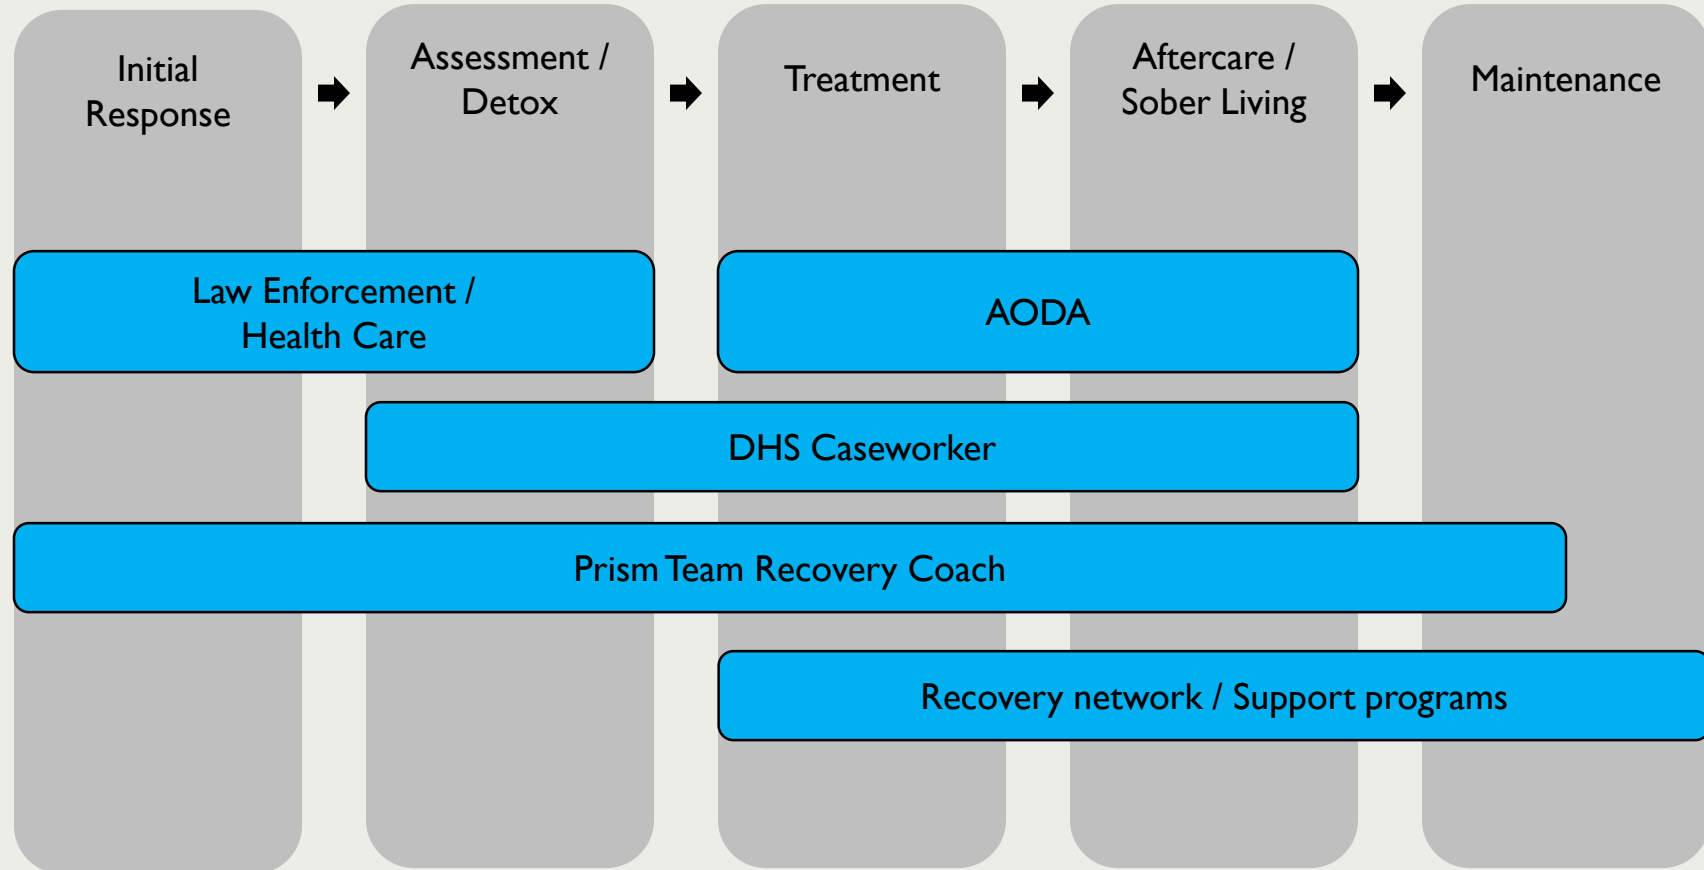 Initial
Response
Assessment /
Detox
Treatment
Aftercare /
Sober Living
Maintenance
Law Enforcement /
Health Care
AODA
DHS Caseworker
Prism Team Recovery Coach
Recovery network / Support programs